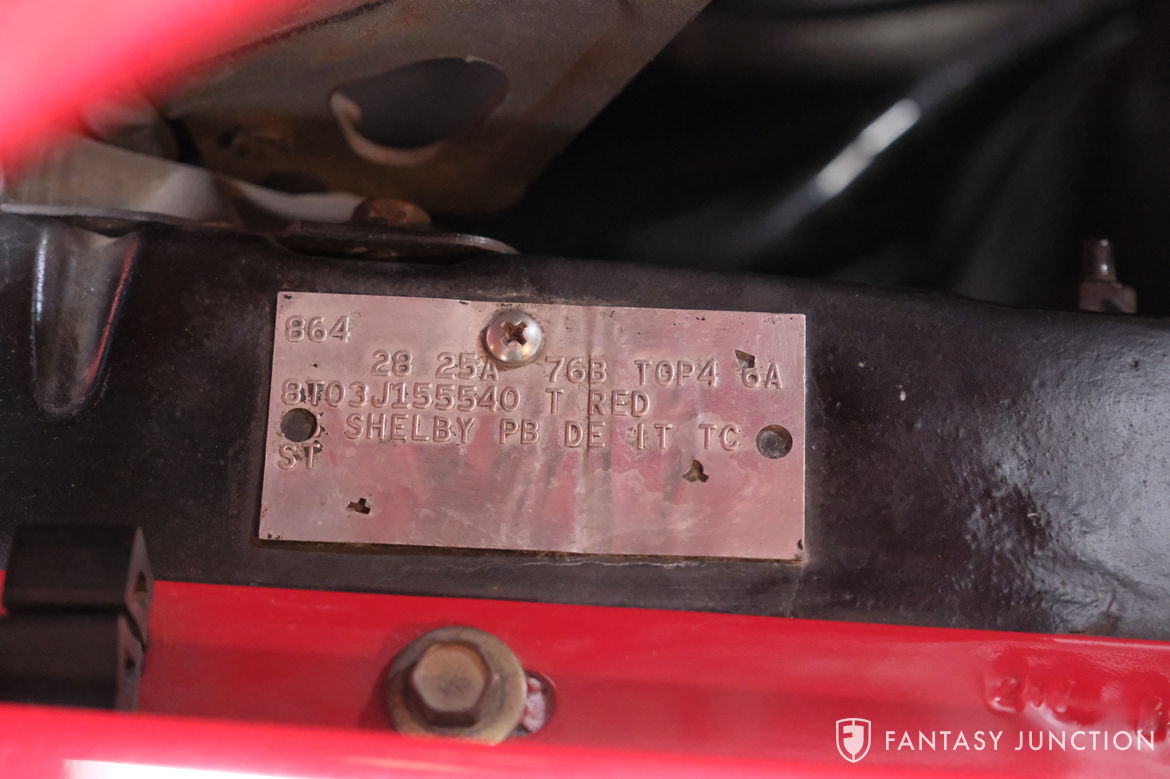 864
28 25A 76B TOP4 6A
8T03J155540 T RED
SHELBY PB DE IT TC
ST
FANTASY JUNCTION